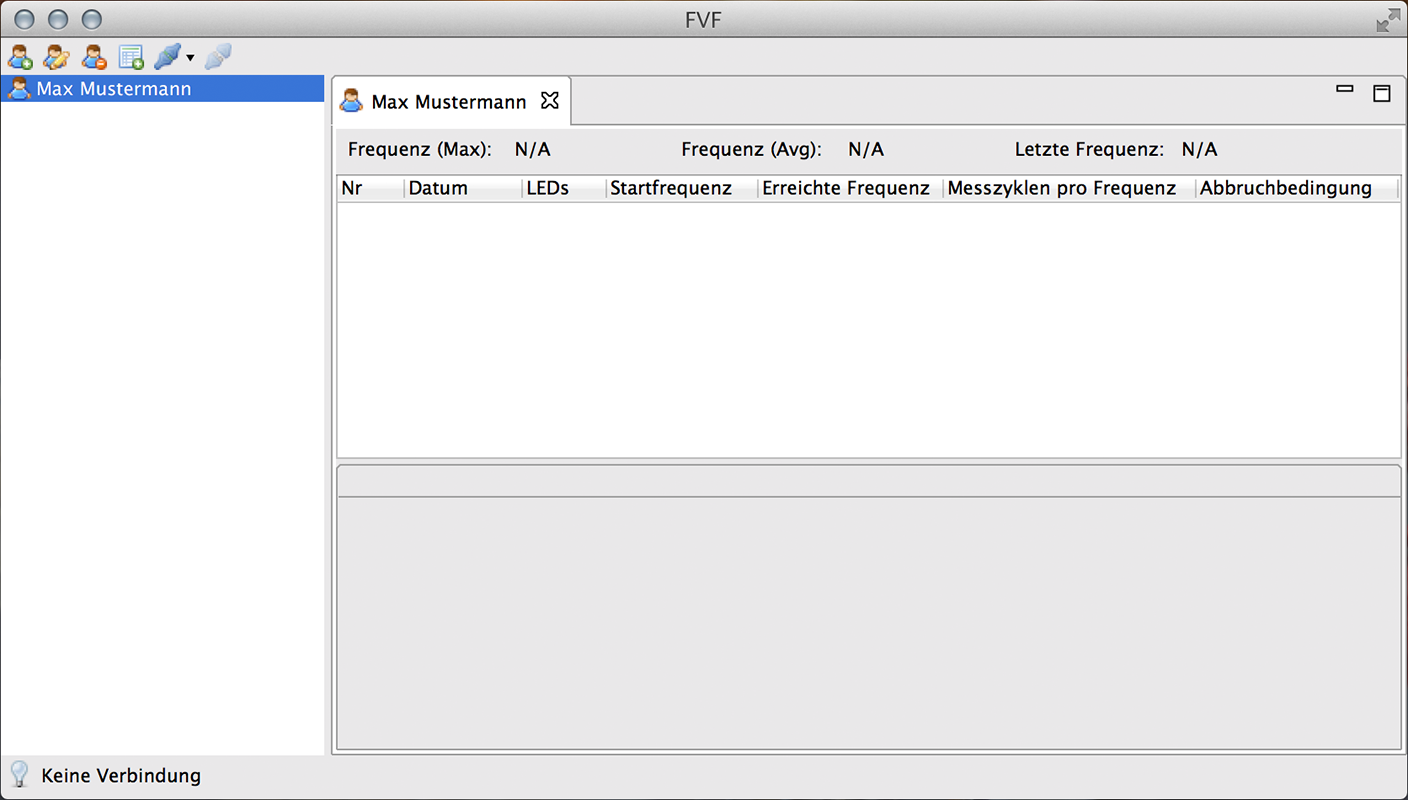 FVF
Max Mustermann
Max Mustermann
Frequenz (Max): N/A Frequenz (Avg): N/A Letzte Frequenz: N/A
Nr Datum LEDs Startfrequenz Erreichte Frequenz Messzyklen pro Frequenz Abbruchbedingung
Keine Verbindung